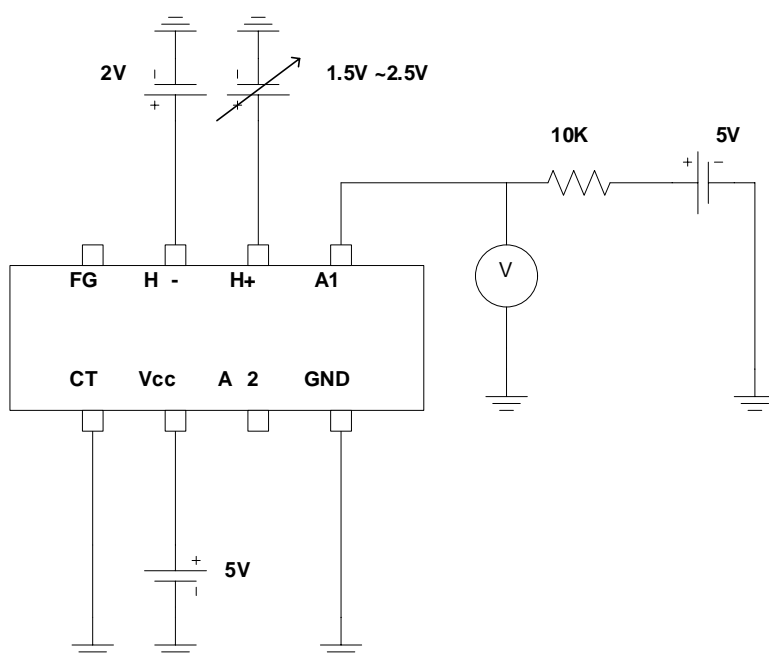 2V
1.5V ~2.5V
10K
5V
V
FG H - H+ A1
CT Vcc A 2 GND
5V